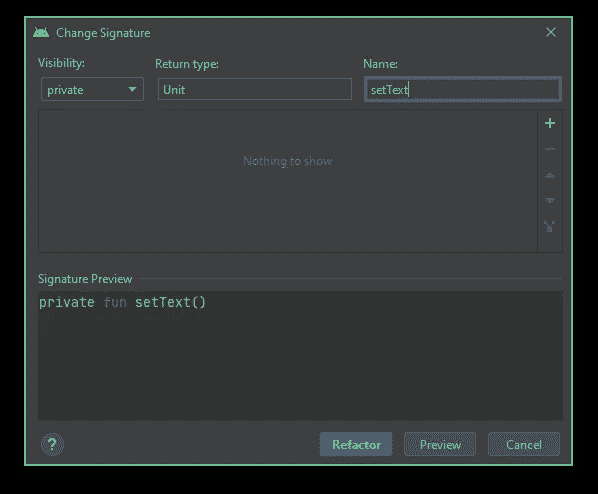 Change Signature
Visibility: Return type: Name:
private Unit setText
Nothing to show
Signature Preview
private fun setText()
? Refactor Preview Cancel